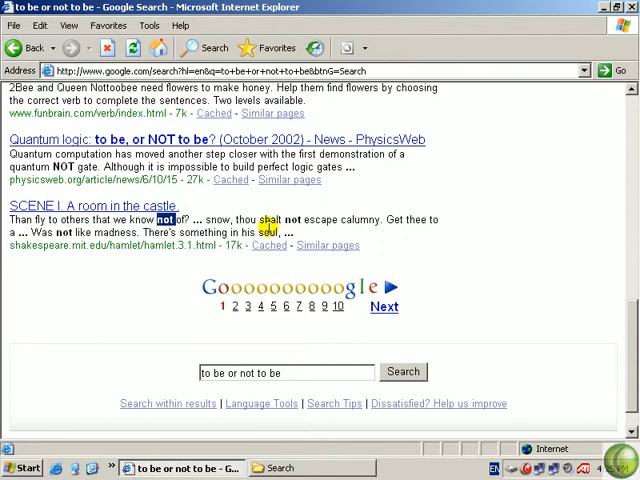 to be or not to be - Google Search - Microsoft Internet Explorer
File Edit View Favorites Tools Help
Back Search Favorites
Address http://www.google.com/search?hl=en&q=to+be+or+not+to+be&btnG=Search Go
2Bee and Queen Nottoobee need flowers to make honey. Help them find flowers by choosing
the correct verb to complete the sentences. Two levels available.
www.funbrain.com/verb/index.html - 7k - Cached - Similar pages
Quantum logic: to be, or NOT to be? (October 2002) - News - PhysicsWeb
Quantum computation has moved another step closer with the first demonstration of a
quantum NOT gate. Although it is impossible to build perfect logic gates ...
physicsweb.org/article/news/6/10/15 - 27k - Cached - Similar pages
SCENE I. A room in the castle.
Than fly to others that we know not of? ... snow, thou shalt not escape calumny. Get thee to
a ... Was not like madness. There's something in his soul, ...
shakespeare.mit.edu/hamlet/hamlet.3.1.html - 17k - Cached - Similar pages
Goooooooooogle
1 2 3 4 5 6 7 8 9 10 Next
to be or not to be Search
Search within results | Language Tools | Search Tips | Dissatisfied? Help us improve
Internet
Start » to be or not to be - G... Search EN 4:25 PM